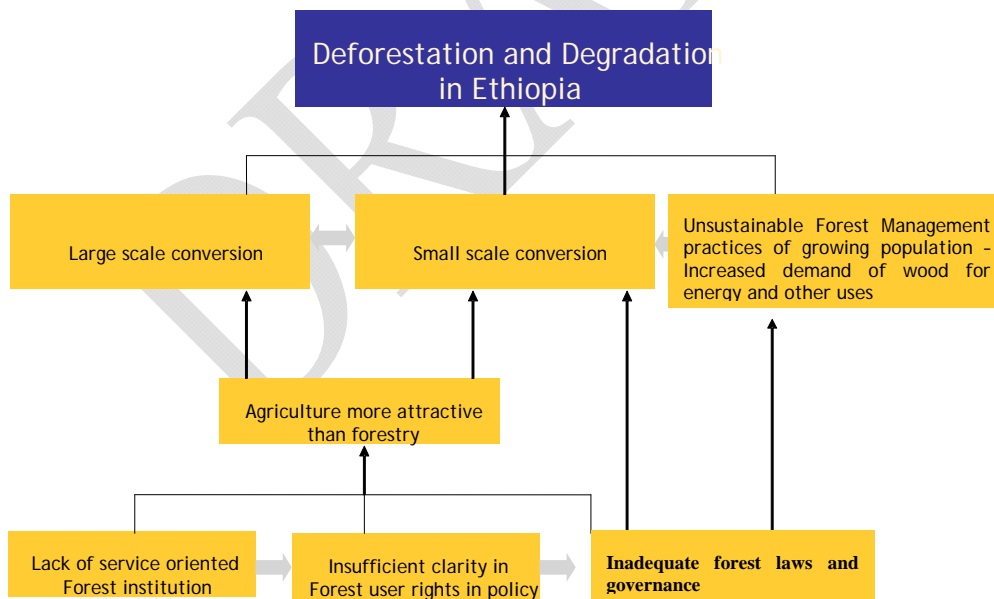 Deforestation and Degradation
in Ethiopia
Large scale conversion
Small scale conversion
Unsustainable Forest Management
practices of growing population -
Increased demand of wood for
energy and other uses
Agriculture more attractive
than forestry
Lack of service oriented
Forest institution
Insufficient clarity in
Forest user rights in policy
Inadequate forest laws and
governance